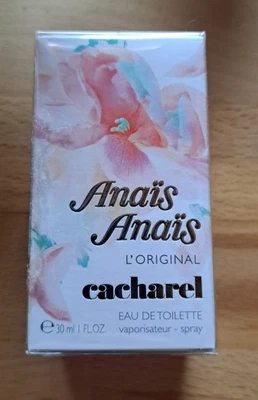 Anaïs
Anaïs
L'ORIGINAL
cacharel
EAU DE TOILETTE
℮ 30 ml 1 FL.OZ. vaporisateur - spray